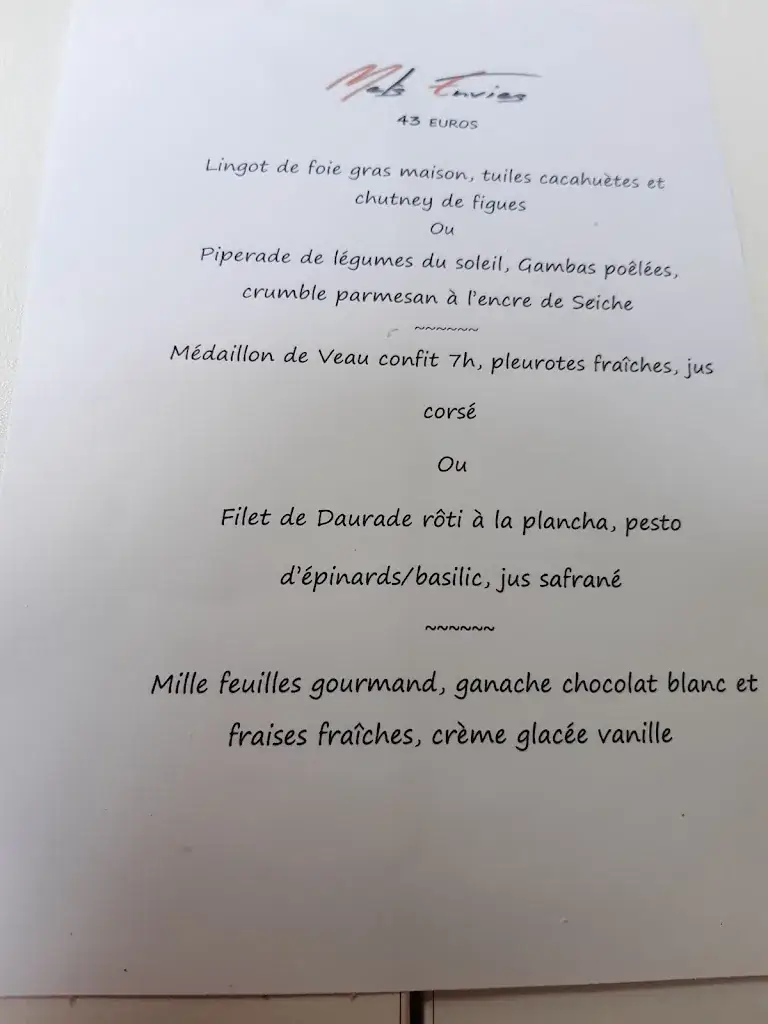 Mets Envies
43 EUROS
Lingot de foie gras maison, tuiles cacahuètes et
chutney de figues
Ou
Piperade de légumes du soleil, Gambas poêlées,
crumble parmesan à l'encre de Seiche
~~~~~~
Médaillon de Veau confit 7h, pleurotes fraîches, jus
corsé
Ou
Filet de Daurade rôti à la plancha, pesto
d'épinards/basilic, jus safrané
~~~~~~
Mille feuilles gourmand, ganache chocolat blanc et
fraises fraîches, crème glacée vanille